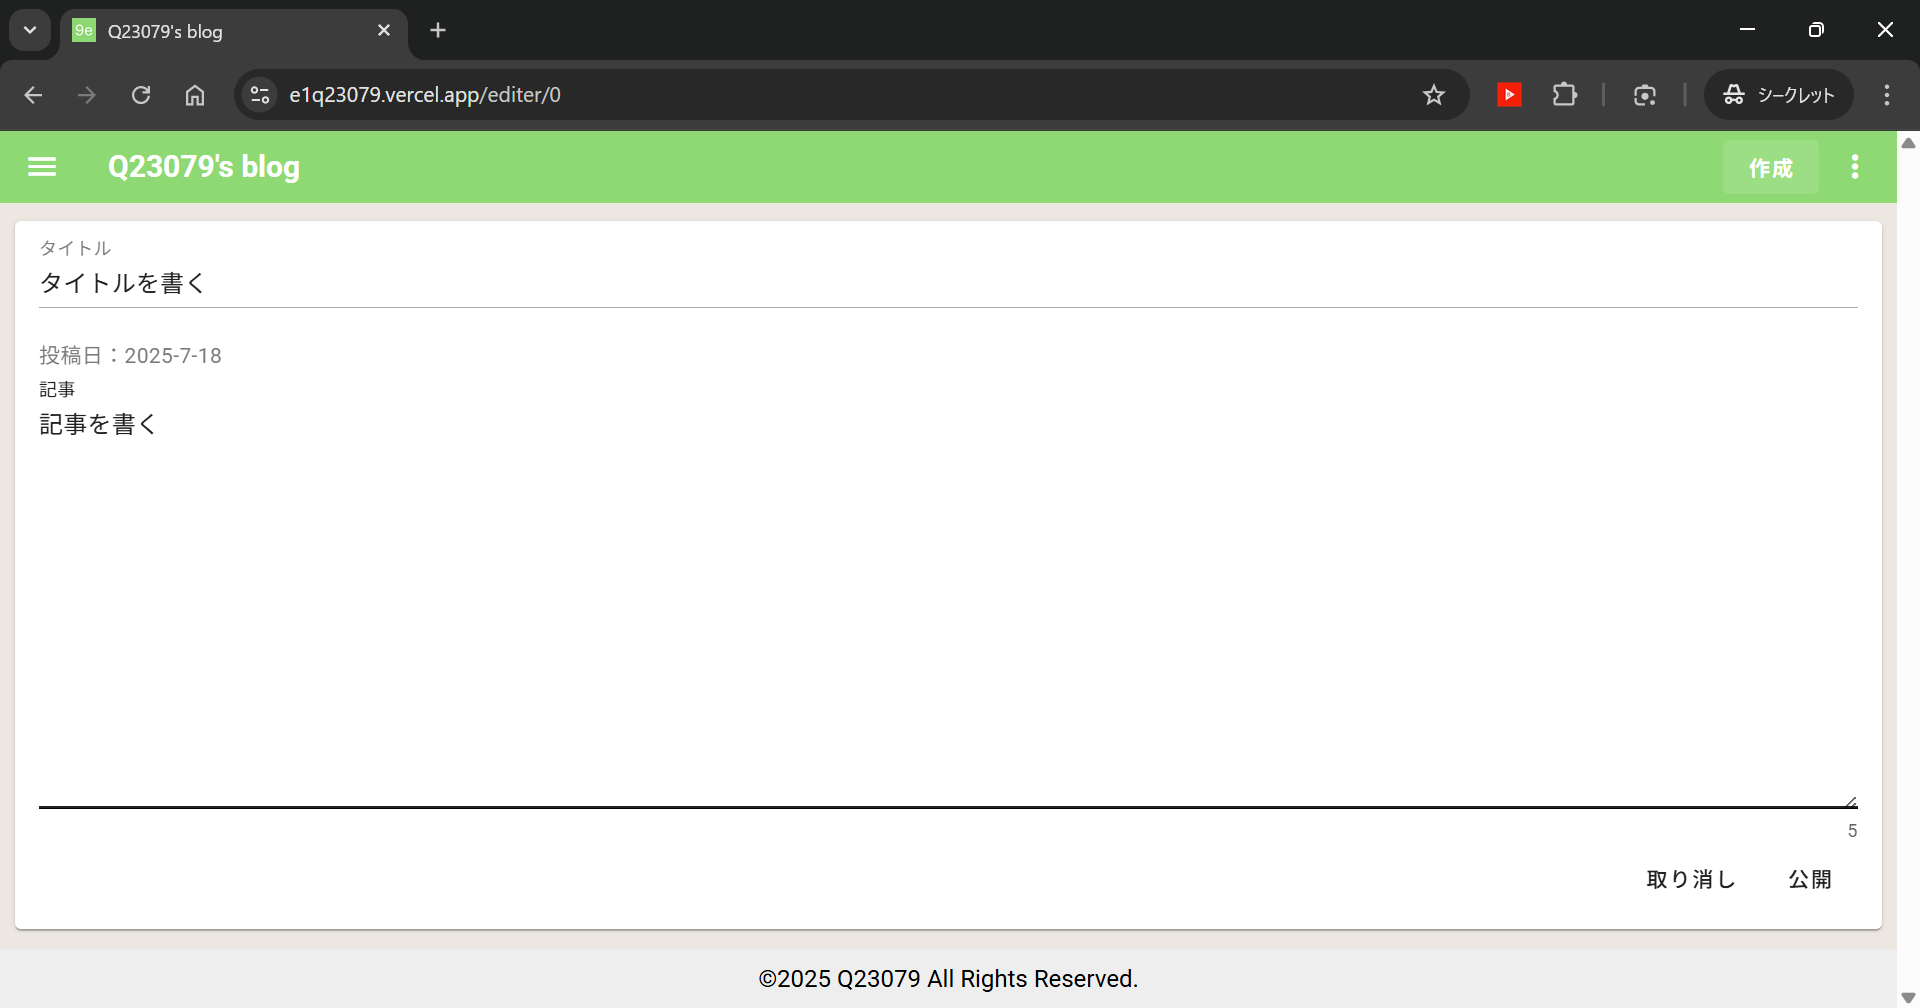 9e Q23079's blog
e1q23079.vercel.app/editer/0
シークレット
Q23079's blog
作成
タイトル
タイトルを書く
投稿日：2025-7-18
記事
記事を書く
5
取り消し 公開
©2025 Q23079 All Rights Reserved.